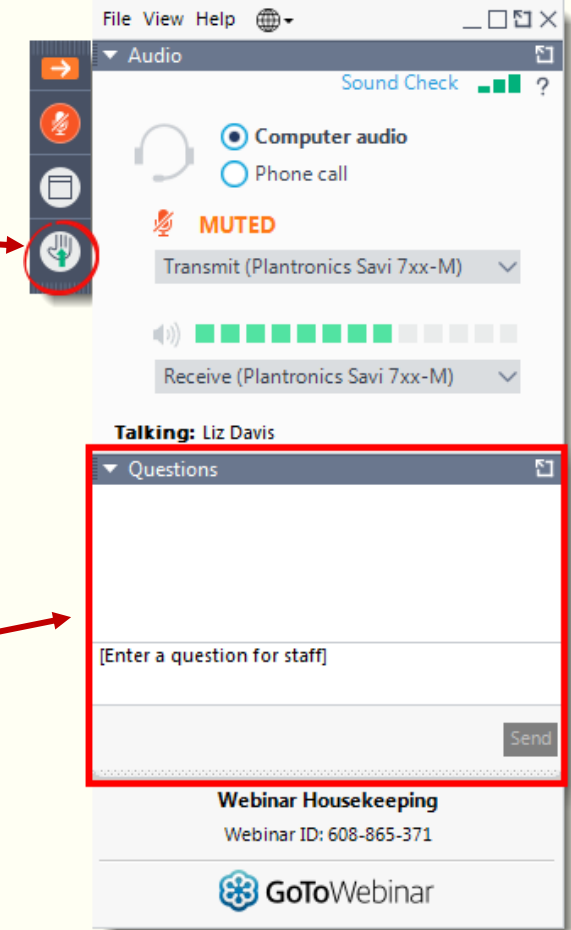 File View Help
Audio
Sound Check ?
Computer audio
Phone call
MUTED
Transmit (Plantronics Savi 7xx-M)
Receive (Plantronics Savi 7xx-M)
Talking: Liz Davis
Questions
[Enter a question for staff]
Send
Webinar Housekeeping
Webinar ID: 608-865-371
GoToWebinar